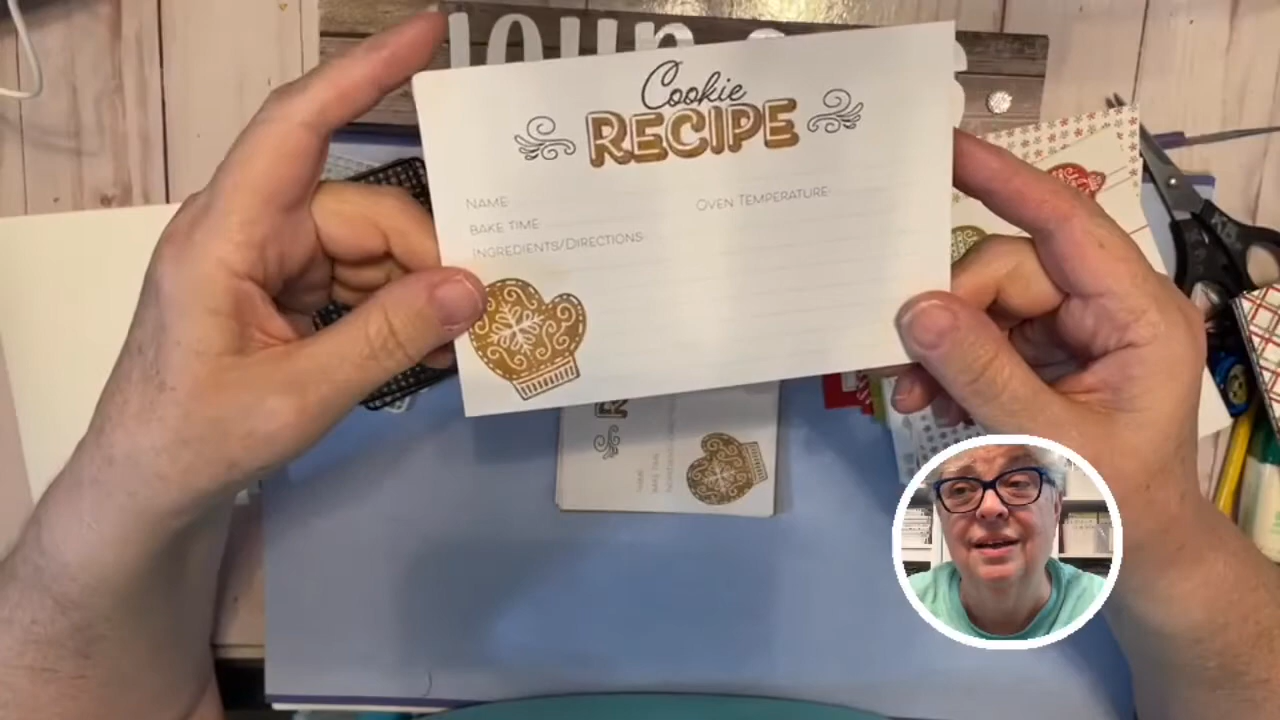 Cookie
RECIPE
NAME
OVEN TEMPERATURE
BAKE TIME
INGREDIENTS/DIRECTIONS